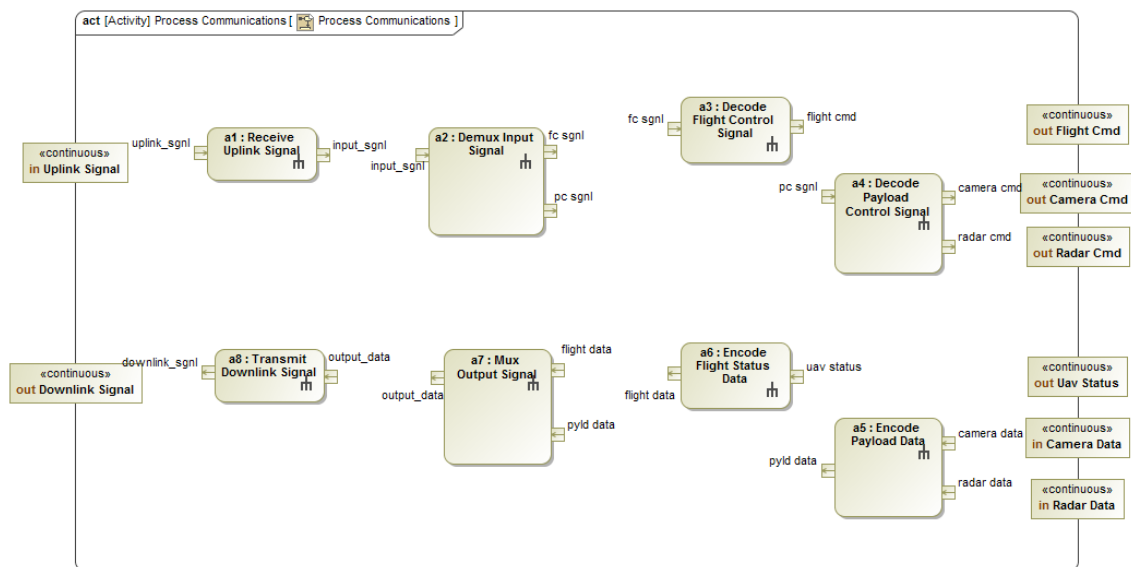 act [Activity] Process Communications [ Process Communications ]
uplink_sgnl
a1 : Receive
Uplink Signal
input_sgnl
input_sgnl
a2 : Demux Input
Signal
fc sgnl
pc sgnl
fc sgnl
a3 : Decode
Flight Control
Signal
flight cmd
pc sgnl
a4 : Decode
Payload
Control Signal
camera cmd
radar cmd
«continuous»
in Uplink Signal
«continuous»
out Flight Cmd
«continuous»
out Camera Cmd
«continuous»
out Radar Cmd
«continuous»
out Downlink Signal
downlink_sgnl
a8 : Transmit
Downlink Signal
output_data
output_data
a7 : Mux
Output Signal
flight data
pyld data
flight data
a6 : Encode
Flight Status
Data
uav status
pyld data
a5 : Encode
Payload Data
camera data
radar data
«continuous»
out Uav Status
«continuous»
in Camera Data
«continuous»
in Radar Data